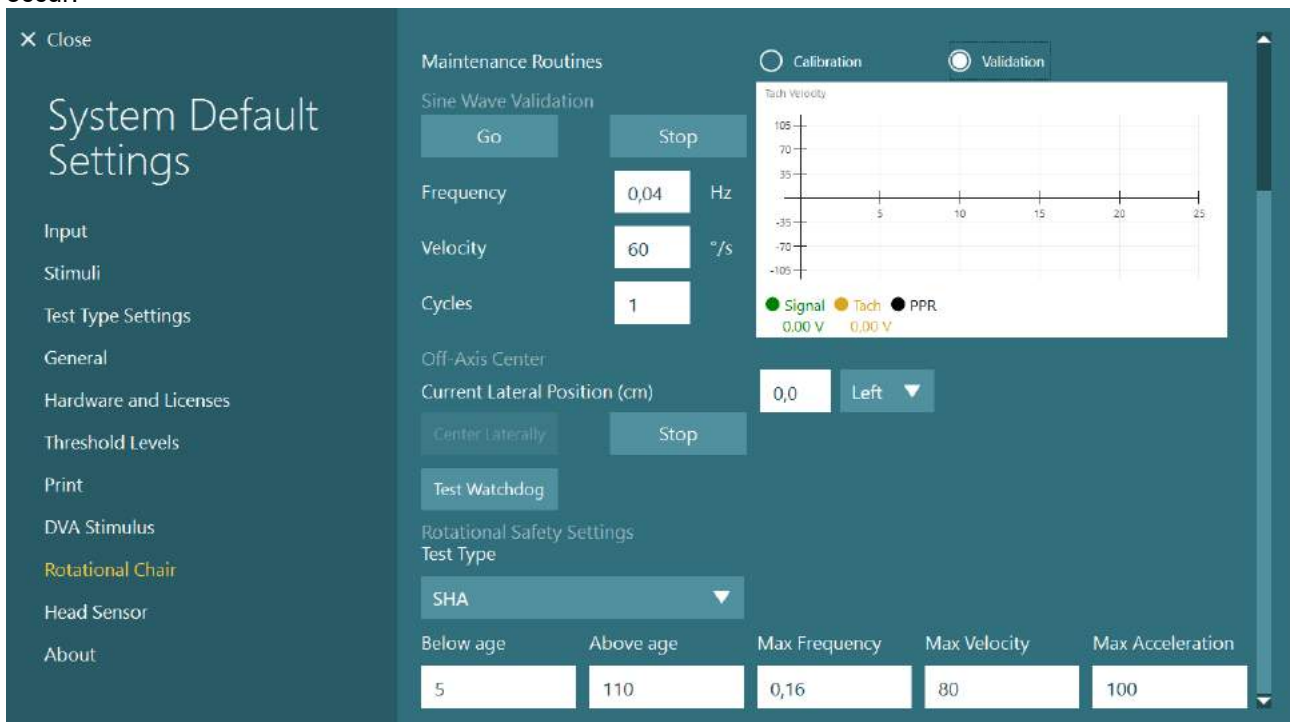 ✕ Close
System Default
Settings
Input
Stimuli
Test Type Settings
General
Hardware and Licenses
Threshold Levels
Print
DVA Stimulus
Rotational Chair
Head Sensor
About
Maintenance Routines
Calibration Validation
Sine Wave Validation
Go Stop
Frequency 0,04 Hz
Velocity 60 °/s
Cycles 1
Tach Velocity
105
70
35
5 10 15 20 25
-35
-70
-105
Signal Tach PPR
0.00 V 0.00 V
Off-Axis Center
Current Lateral Position (cm) 0,0 Left
Center Laterally Stop
Test Watchdog
Rotational Safety Settings
Test Type
SHA
Below age Above age Max Frequency Max Velocity Max Acceleration
5 110 0,16 80 100